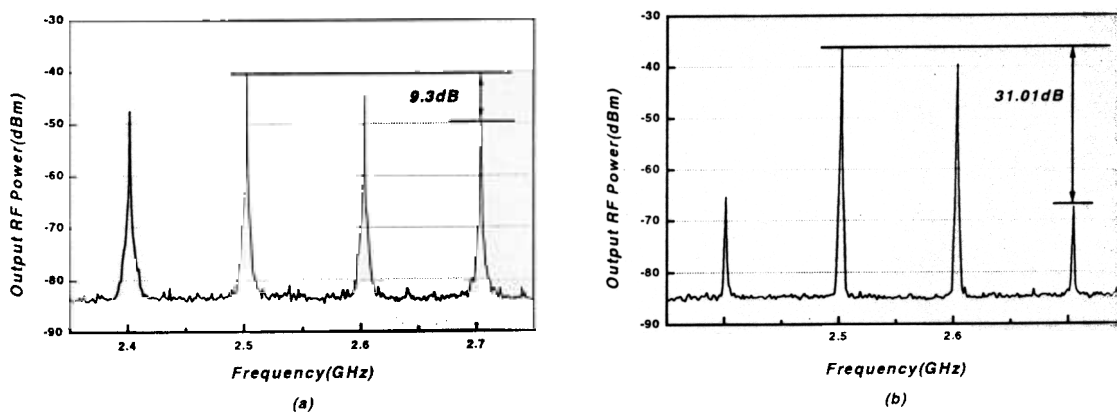 -30
-40
-50
-60
-70
-80
-90
Output RF Power(dBm)
9.3dB
2.4
2.5
2.6
2.7
Frequency(GHz)
(a)
-30
-40
-50
-60
-70
-80
-90
Output RF Power(dBm)
31.01dB
2.5
2.6
Frequency(GHz)
(b)